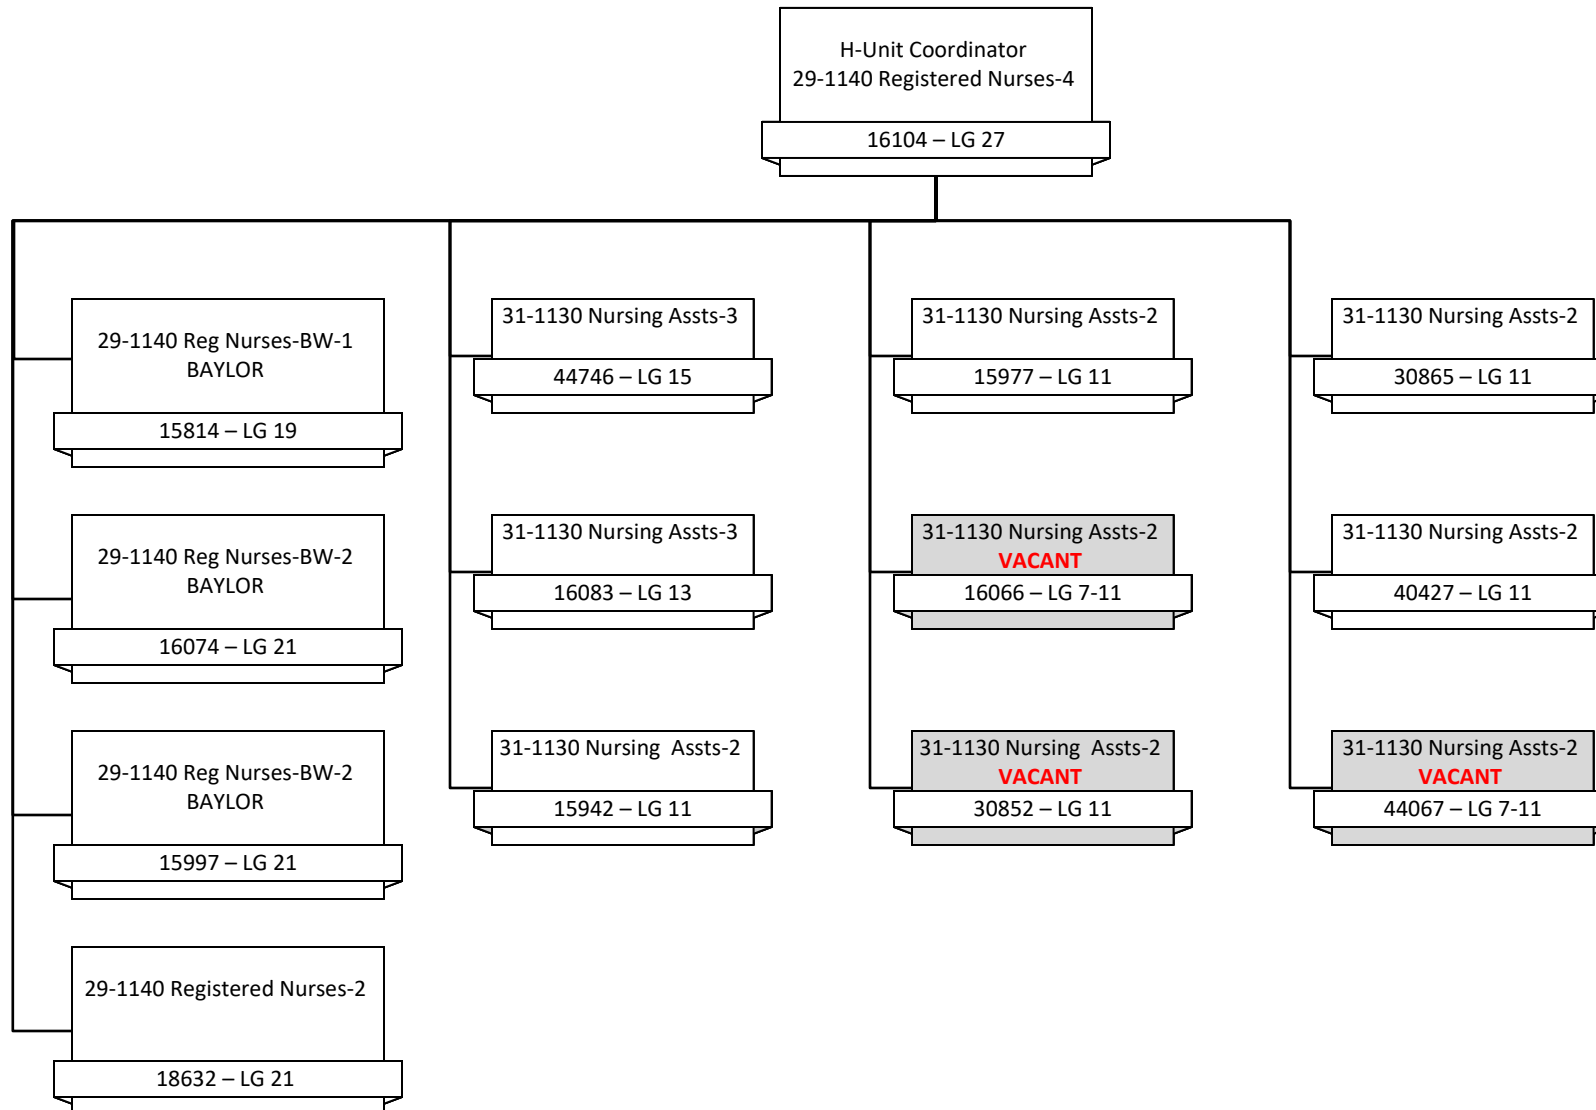 H-Unit Coordinator
29-1140 Registered Nurses-4
16104 – LG 27
29-1140 Reg Nurses-BW-1
BAYLOR
15814 – LG 19
29-1140 Reg Nurses-BW-2
BAYLOR
16074 – LG 21
29-1140 Reg Nurses-BW-2
BAYLOR
15997 – LG 21
29-1140 Registered Nurses-2
18632 – LG 21
31-1130 Nursing Assts-3
44746 – LG 15
31-1130 Nursing Assts-3
16083 – LG 13
31-1130 Nursing  Assts-2
15942 – LG 11
31-1130 Nursing Assts-2
15977 – LG 11
31-1130 Nursing Assts-2
VACANT
16066 – LG 7-11
31-1130 Nursing  Assts-2
VACANT
30852 – LG 11
31-1130 Nursing Assts-2
30865 – LG 11
31-1130 Nursing Assts-2
40427 – LG 11
31-1130 Nursing Assts-2
VACANT
44067 – LG 7-11